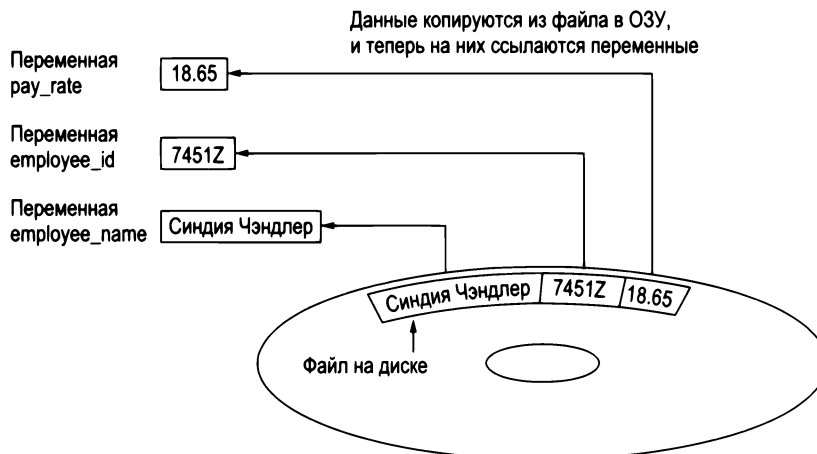 Данные копируются из файла в ОЗУ,
и теперь на них ссылаются переменные
Переменная
pay_rate
18.65
Переменная
employee_id
7451Z
Переменная
employee_name
Синдия Чэндлер
Синдия Чэндлер 7451Z 18.65
Файл на диске